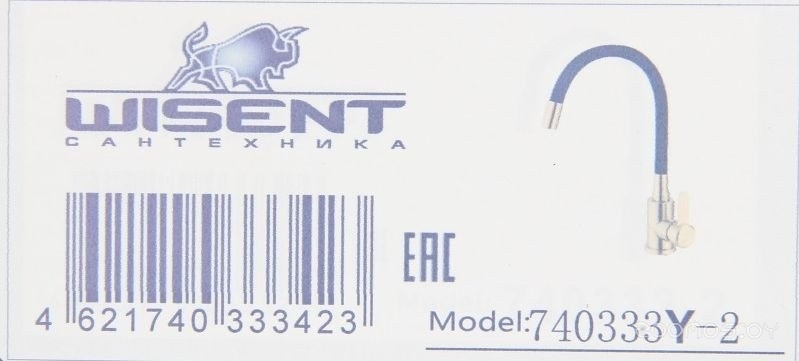 WISENT
САНТЕХНИКА
EAC
4 621740 333423
Model:740333Y-2